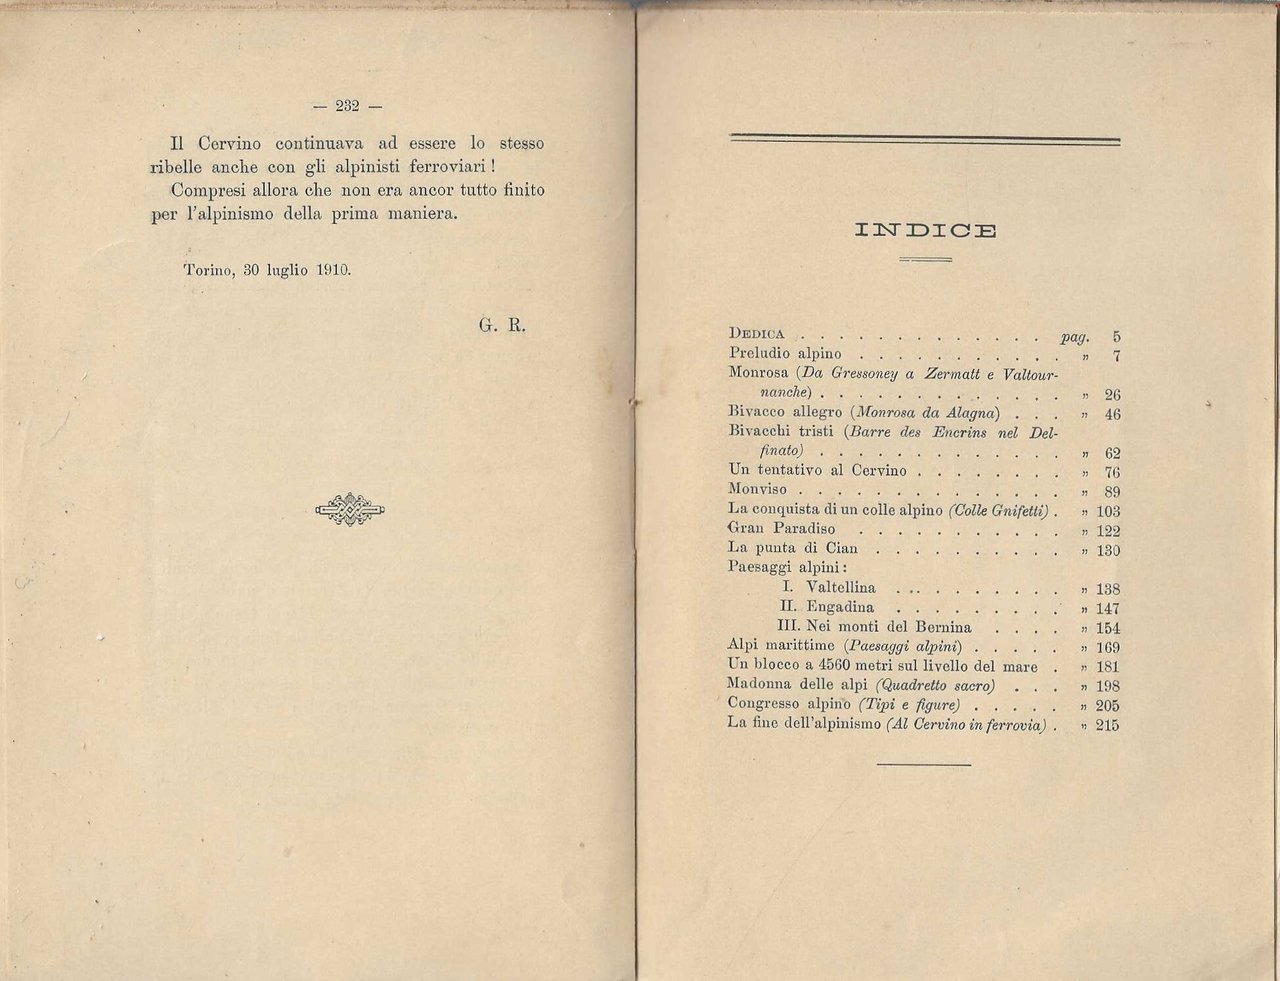 — 232 —
Il Cervino continuava ad essere lo stesso
ribelle anche con gli alpinisti ferroviari !
Compresi allora che non era ancor tutto finito
per l'alpinismo della prima maniera.
Torino, 30 luglio 1910.
G. R.
INDICE
DEDICA . . . . . . . . . . . . . pag. 5
Preludio alpino . . . . . . . . . . . „ 7
Monrosa (Da Gressoney a Zermatt e Valtour-
nanche) . . . . . . . . . . . . . „ 26
Bivacco allegro (Monrosa da Alagna) . . . „ 46
Bivacchi tristi (Barre des Encrins nel Del-
finato) . . . . . . . . . . . . . „ 62
Un tentativo al Cervino . . . . . . . . „ 76
Monviso . . . . . . . . . . . . . . „ 89
La conquista di un colle alpino (Colle Gnifetti) . „ 103
Gran Paradiso . . . . . . . . . . . „ 122
La punta di Cian . . . . . . . . . . „ 130
Paesaggi alpini :
I. Valtellina . . . . . . . . . . „ 138
II. Engadina . . . . . . . . . . „ 147
III. Nei monti del Bernina . . . . „ 154
Alpi marittime (Paesaggi alpini) . . . . . „ 169
Un blocco a 4560 metri sul livello del mare . „ 181
Madonna delle alpi (Quadretto sacro) . . . „ 198
Congresso alpino (Tipi e figure) . . . . . „ 205
La fine dell'alpinismo (Al Cervino in ferrovia) . „ 215